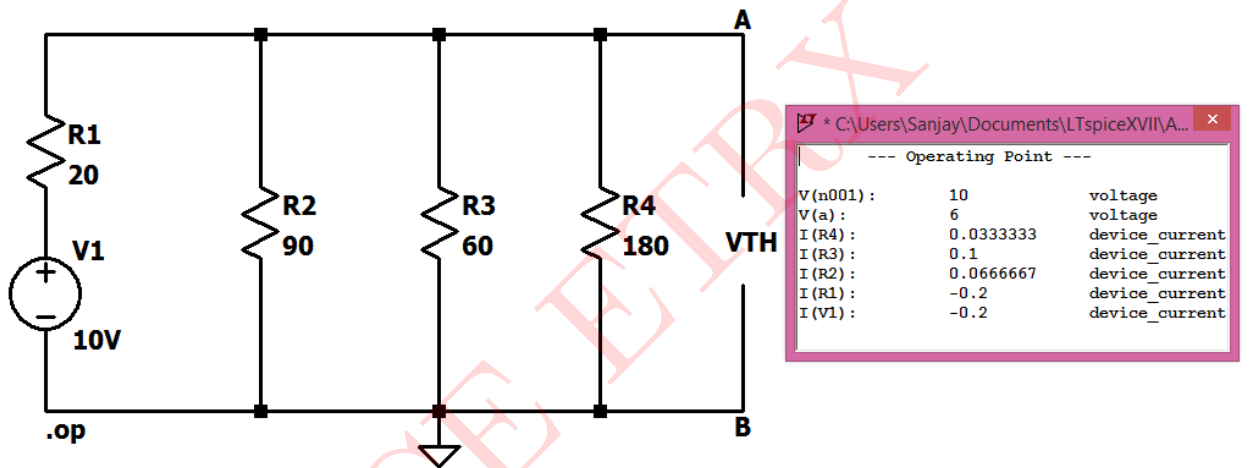 A
R1
20
R2
90
R3
60
R4
180
V1
10V
VTH
.op
B
* C:\Users\Sanjay\Documents\LTspiceXVII\A...
--- Operating Point ---
V(n001): 10 voltage
V(a): 6 voltage
I(R4): 0.0333333 device_current
I(R3): 0.1 device_current
I(R2): 0.0666667 device_current
I(R1): -0.2 device_current
I(V1): -0.2 device_current
CE ETRX